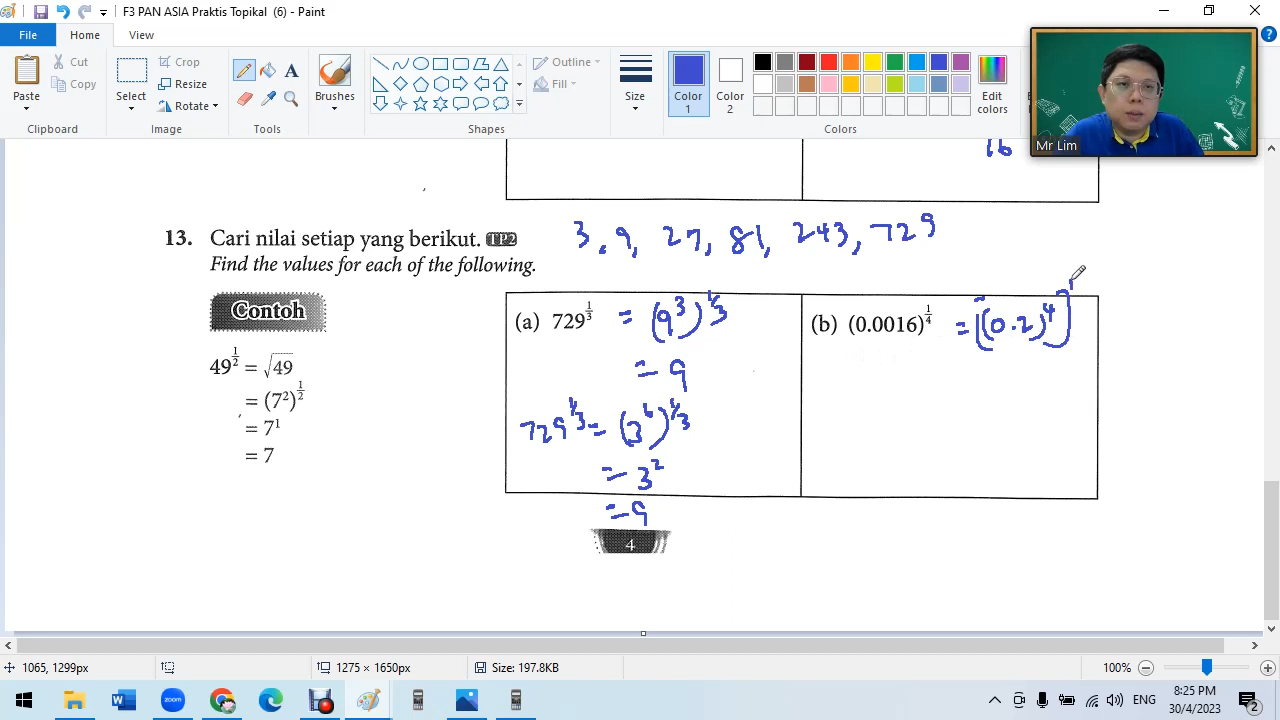 F3 PAN ASIA Praktis Topikal (6) - Paint
File Home View
Paste Cut Copy Clipboard
Select Crop Resize Rotate Image
Tools
Brushes
Shapes Outline Fill
Size
Color 1 Color 2 Edit colors Colors
Mr Lim
16
3, 9, 27, 81, 243, 729
13. Cari nilai setiap yang berikut. TP2
Find the values for each of the following.
Contoh
49^(1/2) = √49
= (7²)^(1/2)
= 7¹
= 7
(a) 729^(1/3) = (9³)^(1/3)
= 9
729^(1/3) = (3⁶)^(1/3)
= 3²
= 9
(b) (0.0016)^(1/4) = [(0.2)⁴]
4
1065, 1299px 1275 × 1650px Size: 197.8KB 100%
zoom ENG 8:25 PM
30/4/2023 2